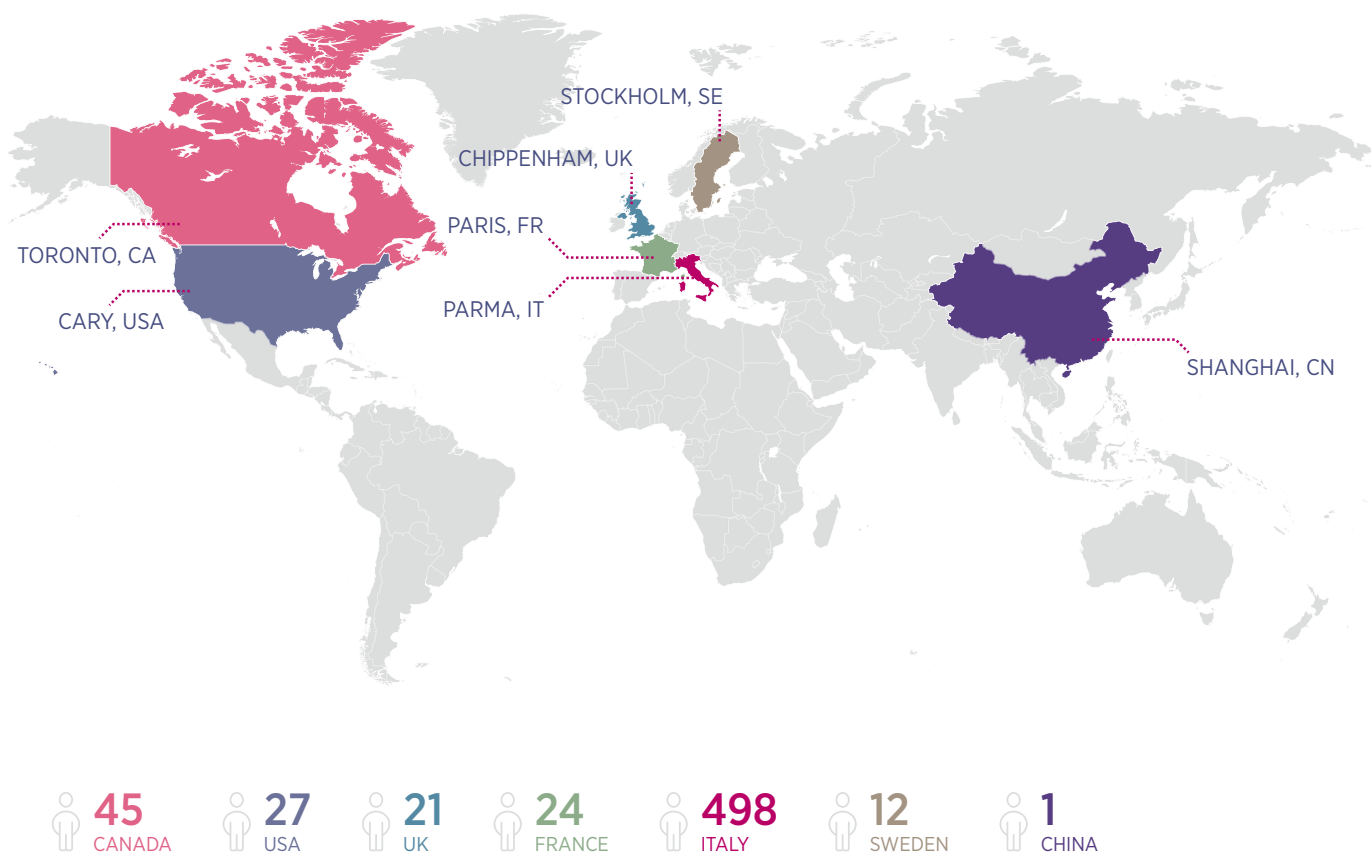 STOCKHOLM, SE
CHIPPENHAM, UK
PARIS, FR
TORONTO, CA
PARMA, IT
CARY, USA
SHANGHAI, CN
45
CANADA
27
USA
21
UK
24
FRANCE
498
ITALY
12
SWEDEN
1
CHINA